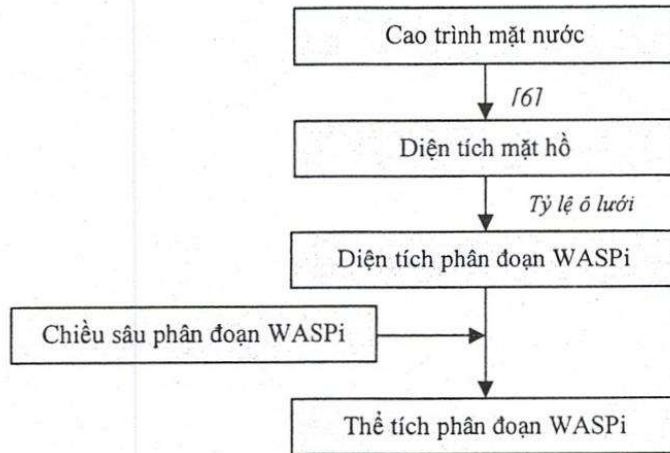 Cao trình mặt nước
[6]
Diện tích mặt hồ
Tỷ lệ ô lưới
Diện tích phân đoạn WASPi
Chiều sâu phân đoạn WASPi
Thể tích phân đoạn WASPi